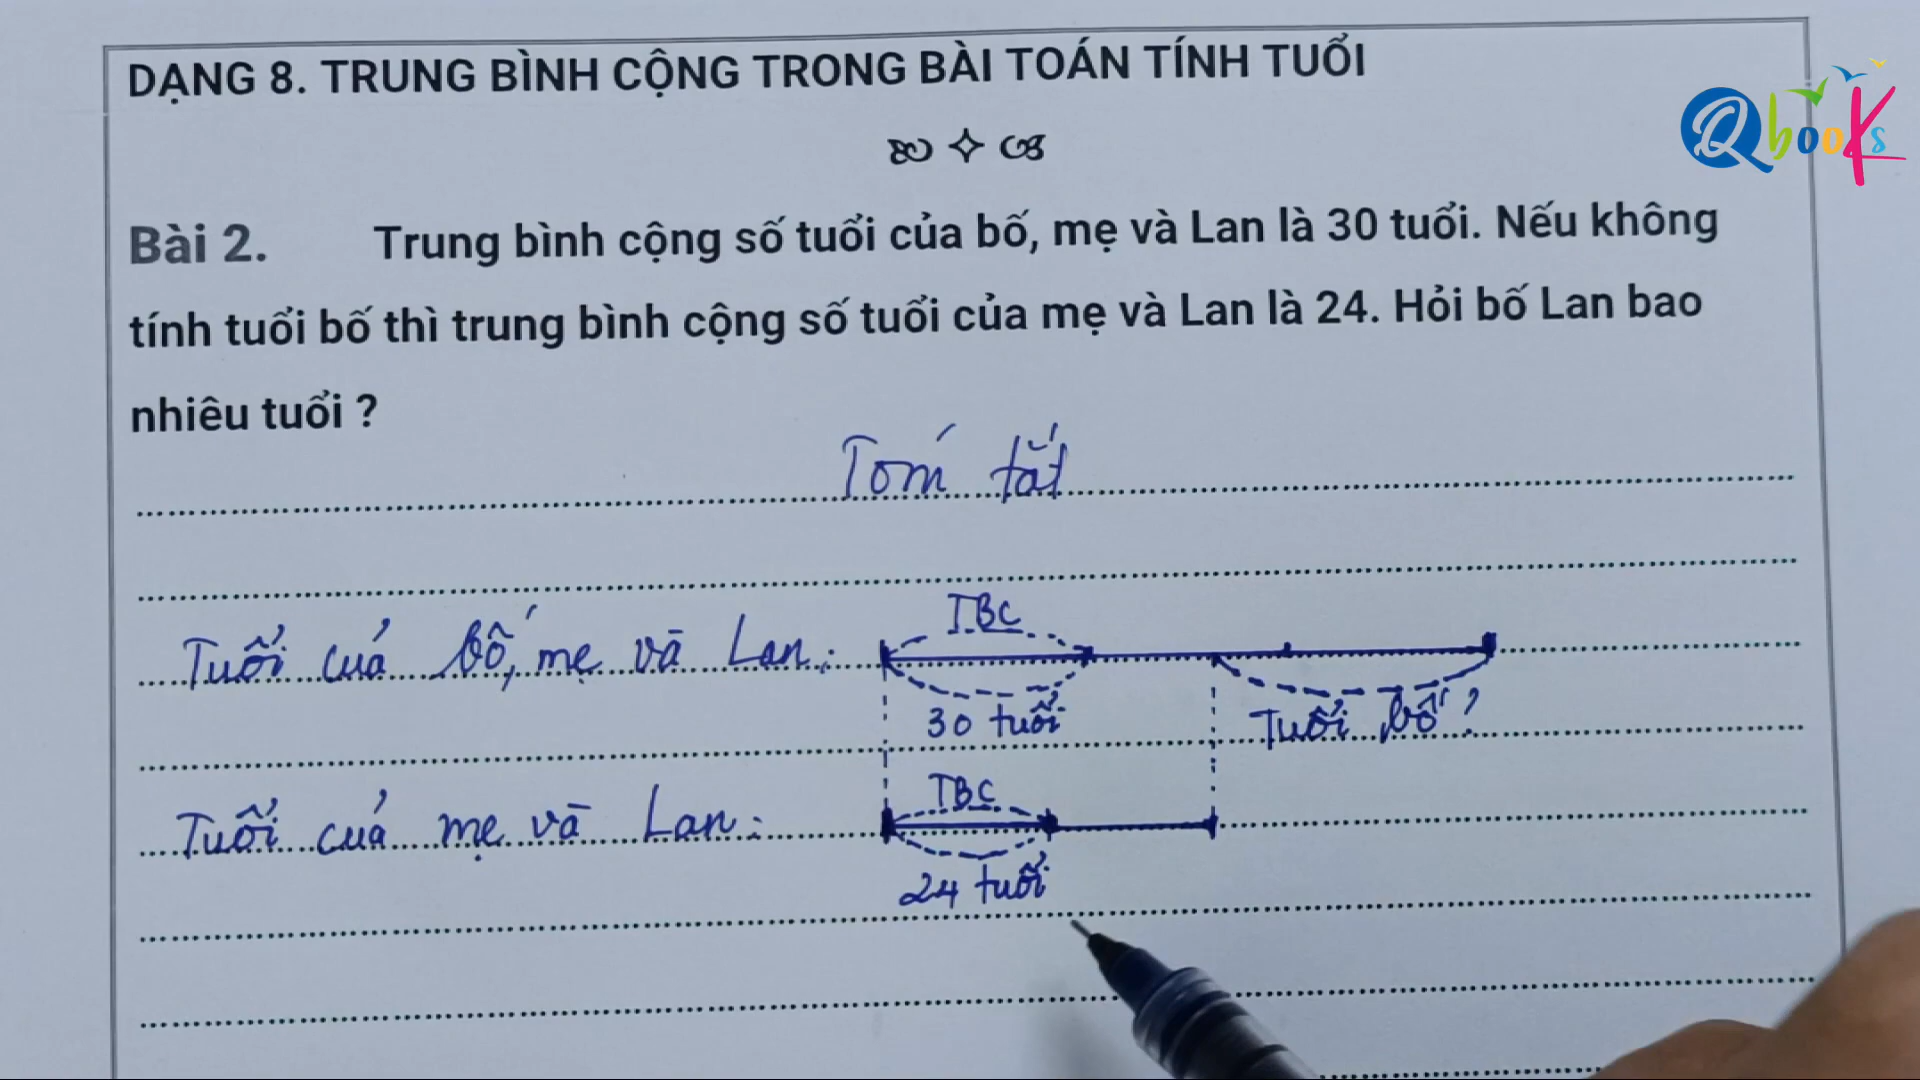 DẠNG 8. TRUNG BÌNH CỘNG TRONG BÀI TOÁN TÍNH TUỔI
Qbooks
Bài 2. Trung bình cộng số tuổi của bố, mẹ và Lan là 30 tuổi. Nếu không
tính tuổi bố thì trung bình cộng số tuổi của mẹ và Lan là 24. Hỏi bố Lan bao
nhiêu tuổi ?
Tóm tắt
TBC
Tuổi của bố, mẹ và Lan:
30 tuổi
Tuổi bố?
TBC
Tuổi của mẹ và Lan:
24 tuổi